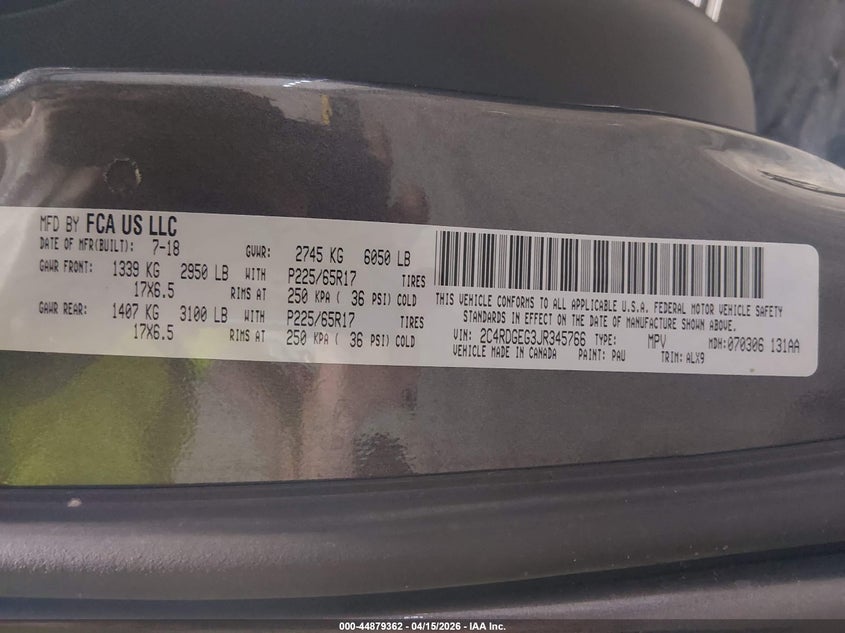 MFD BY FCA US LLC
DATE OF MFR(BUILT): 7-18 GVWR: 2745 KG 6050 LB
GAWR FRONT: 1339 KG 2950 LB WITH P225/65R17 TIRES
17X6.5 RIMS AT 250 KPA ( 36 PSI) COLD
GAWR REAR: 1407 KG 3100 LB WITH P225/65R17 TIRES
17X6.5 RIMS AT 250 KPA ( 36 PSI) COLD
THIS VEHICLE CONFORMS TO ALL APPLICABLE U.S.A. FEDERAL MOTOR VEHICLE SAFETY
STANDARDS IN EFFECT ON THE DATE OF MANUFACTURE SHOWN ABOVE.
VIN: 2C4RDGEG3JR345766 TYPE: MPV MDH:070306 131AA
VEHICLE MADE IN CANADA PAINT: PAU TRIM: ALX9
000-44879362 - 04/15/2026 - IAA Inc.